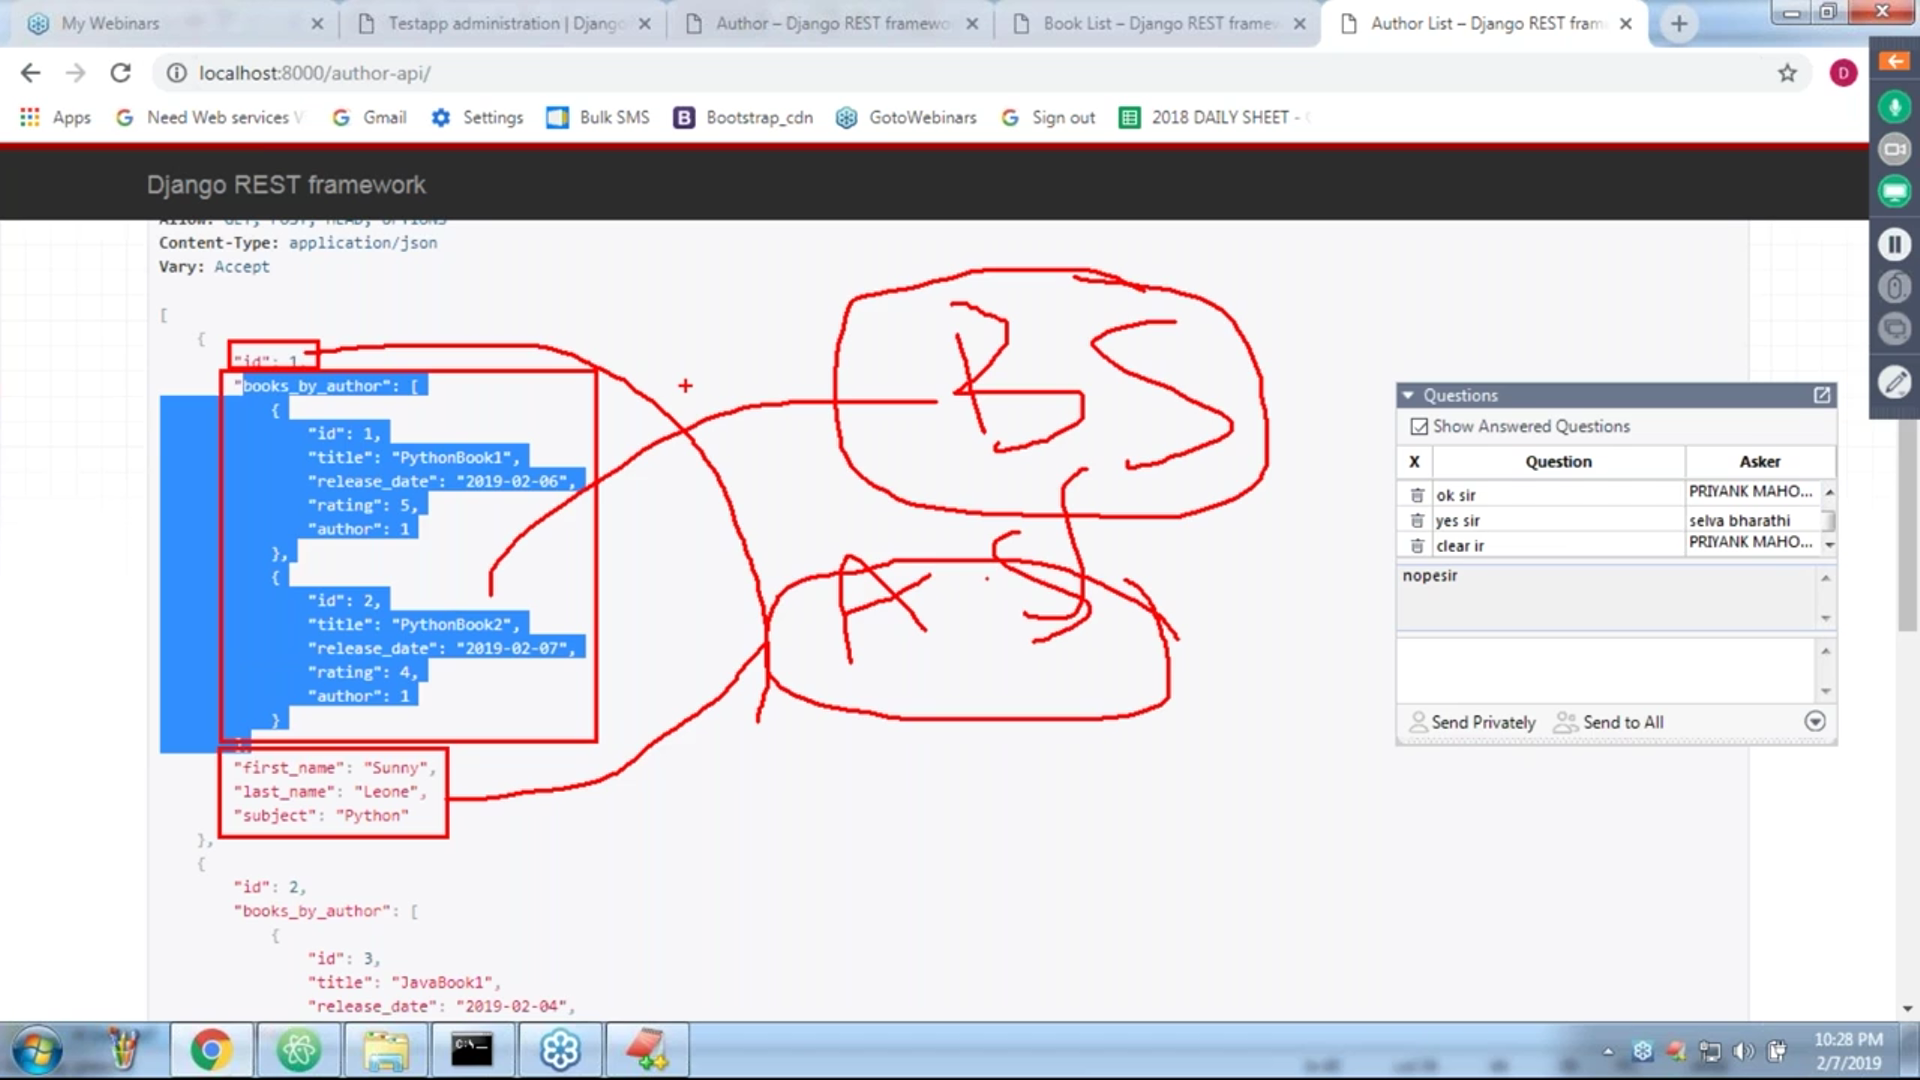 My Webinars
Testapp administration | Django
Author – Django REST framewo
Book List – Django REST framew
Author List – Django REST fram
localhost:8000/author-api/
D
Apps
Need Web services
Gmail
Settings
Bulk SMS
B Bootstrap_cdn
GotoWebinars
Sign out
2018 DAILY SHEET -
Django REST framework
Allow: GET, POST, HEAD, OPTIONS
Content-Type: application/json
Vary: Accept
[
{
"id": 1,
"books_by_author": [
{
"id": 1,
"title": "PythonBook1",
"release_date": "2019-02-06",
"rating": 5,
"author": 1
},
{
"id": 2,
"title": "PythonBook2",
"release_date": "2019-02-07",
"rating": 4,
"author": 1
}
"first_name": "Sunny",
"last_name": "Leone",
"subject": "Python"
},
{
"id": 2,
"books_by_author": [
{
"id": 3,
"title": "JavaBook1",
"release_date": "2019-02-04",
BS
AS
Questions
Show Answered Questions
X Question Asker
ok sir PRIYANK MAHO...
yes sir selva bharathi
clear ir PRIYANK MAHO...
nopesir
Send Privately Send to All
C:\_
10:28 PM
2/7/2019